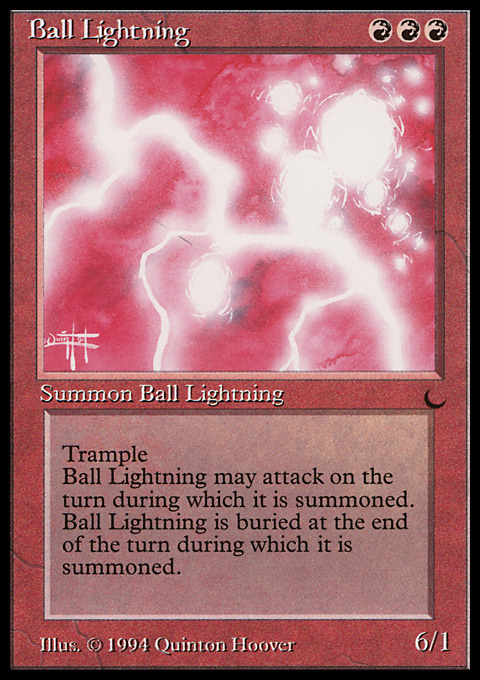 Ball Lightning
Summon Ball Lightning
Trample
Ball Lightning may attack on the
turn during which it is summoned.
Ball Lightning is buried at the end
of the turn during which it is
summoned.
Illus. © 1994 Quinton Hoover
6/1